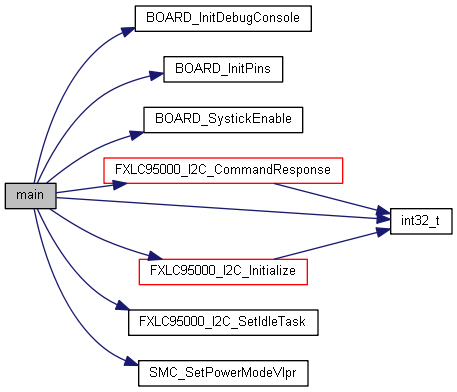 BOARD_InitDebugConsole
BOARD_InitPins
BOARD_SystickEnable
FXLC95000_I2C_CommandResponse
main
int32_t
FXLC95000_I2C_Initialize
FXLC95000_I2C_SetIdleTask
SMC_SetPowerModeVlpr